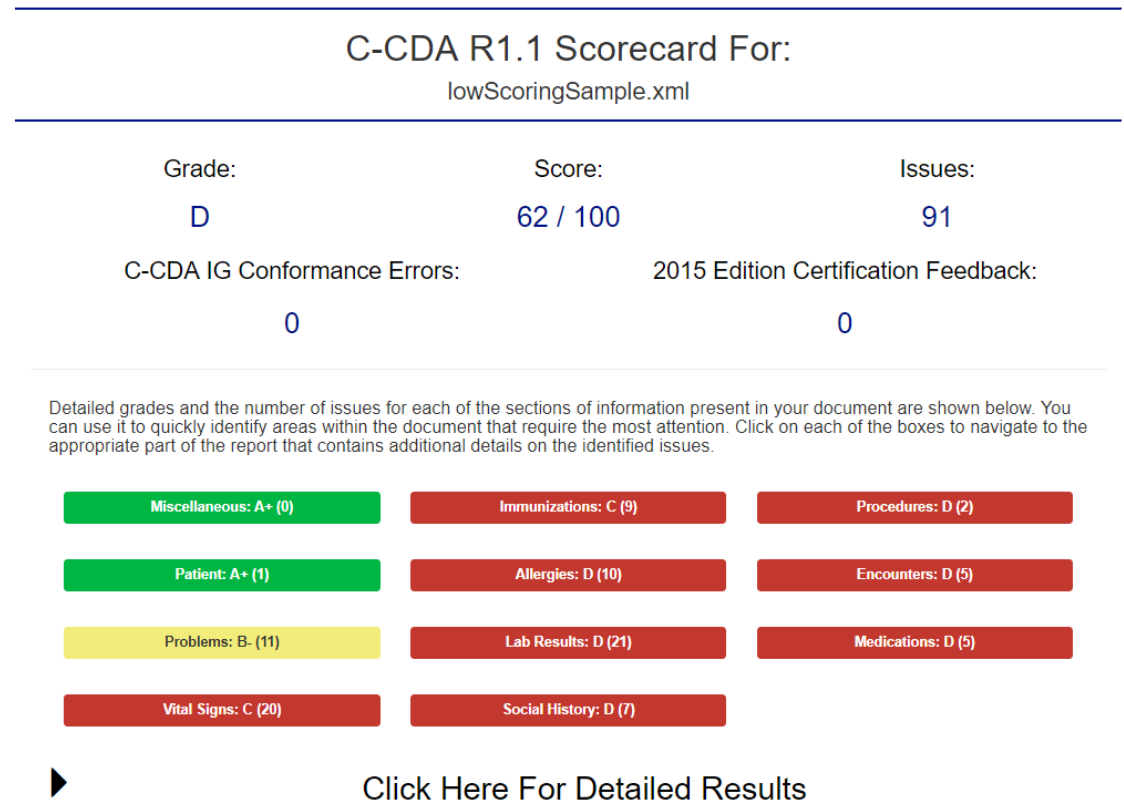 C-CDA R1.1 Scorecard For:
lowScoringSample.xml
Grade: Score: Issues:
D 62 / 100 91
C-CDA IG Conformance Errors: 2015 Edition Certification Feedback:
0 0
Detailed grades and the number of issues for each of the sections of information present in your document are shown below. You
can use it to quickly identify areas within the document that require the most attention. Click on each of the boxes to navigate to the
appropriate part of the report that contains additional details on the identified issues.
Miscellaneous: A+ (0) Immunizations: C (9) Procedures: D (2)
Patient: A+ (1) Allergies: D (10) Encounters: D (5)
Problems: B- (11) Lab Results: D (21) Medications: D (5)
Vital Signs: C (20) Social History: D (7)
Click Here For Detailed Results